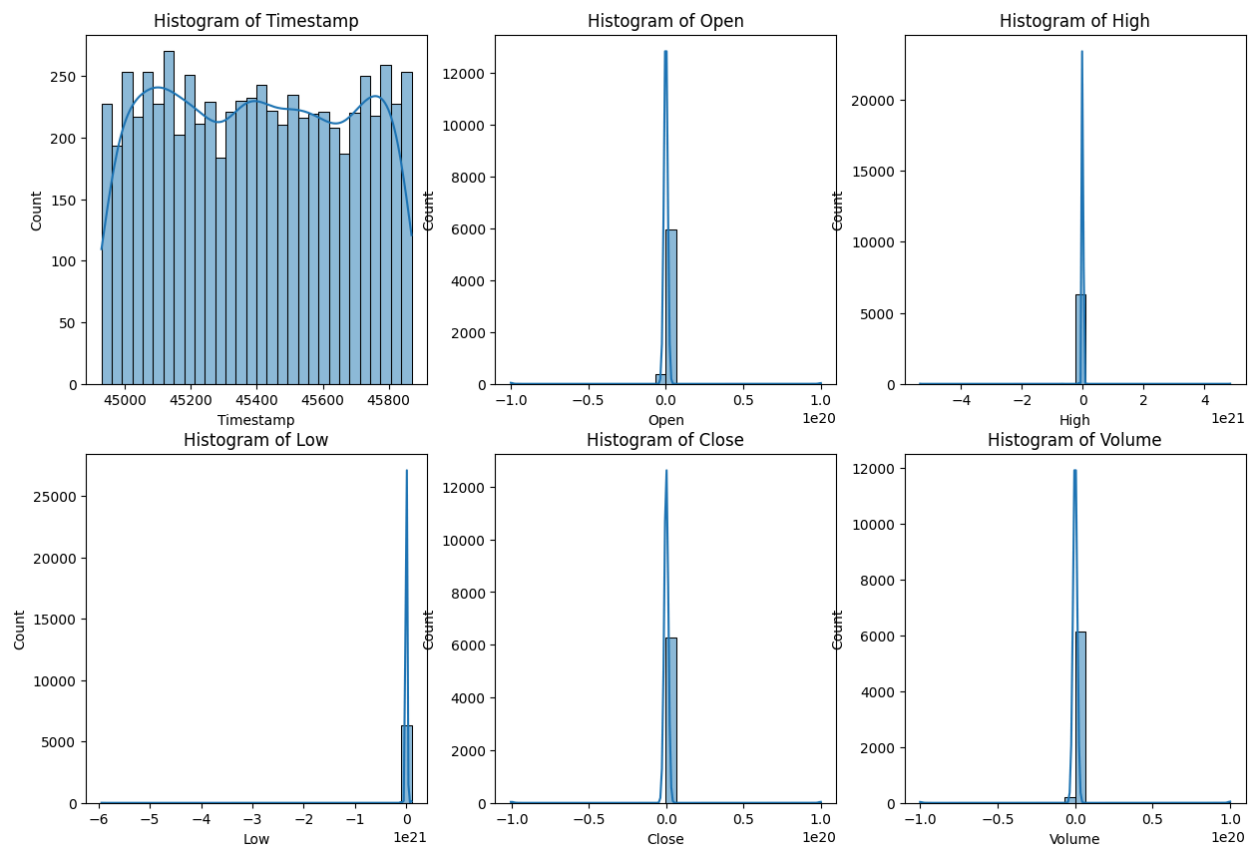 Histogram of Timestamp
Count
250
200
150
100
50
0
45000 45200 45400 45600 45800
Timestamp
Histogram of Open
Count
12000
10000
8000
6000
4000
2000
0
−1.0 −0.5 0.0 0.5 1.0
Open 1e20
Histogram of High
Count
20000
15000
10000
5000
0
−4 −2 0 2 4
High 1e21
Histogram of Low
Count
25000
20000
15000
10000
5000
0
−6 −5 −4 −3 −2 −1 0
Low 1e21
Histogram of Close
Count
12000
10000
8000
6000
4000
2000
0
−1.0 −0.5 0.0 0.5 1.0
Close 1e20
Histogram of Volume
Count
12000
10000
8000
6000
4000
2000
0
−1.0 −0.5 0.0 0.5 1.0
Volume 1e20